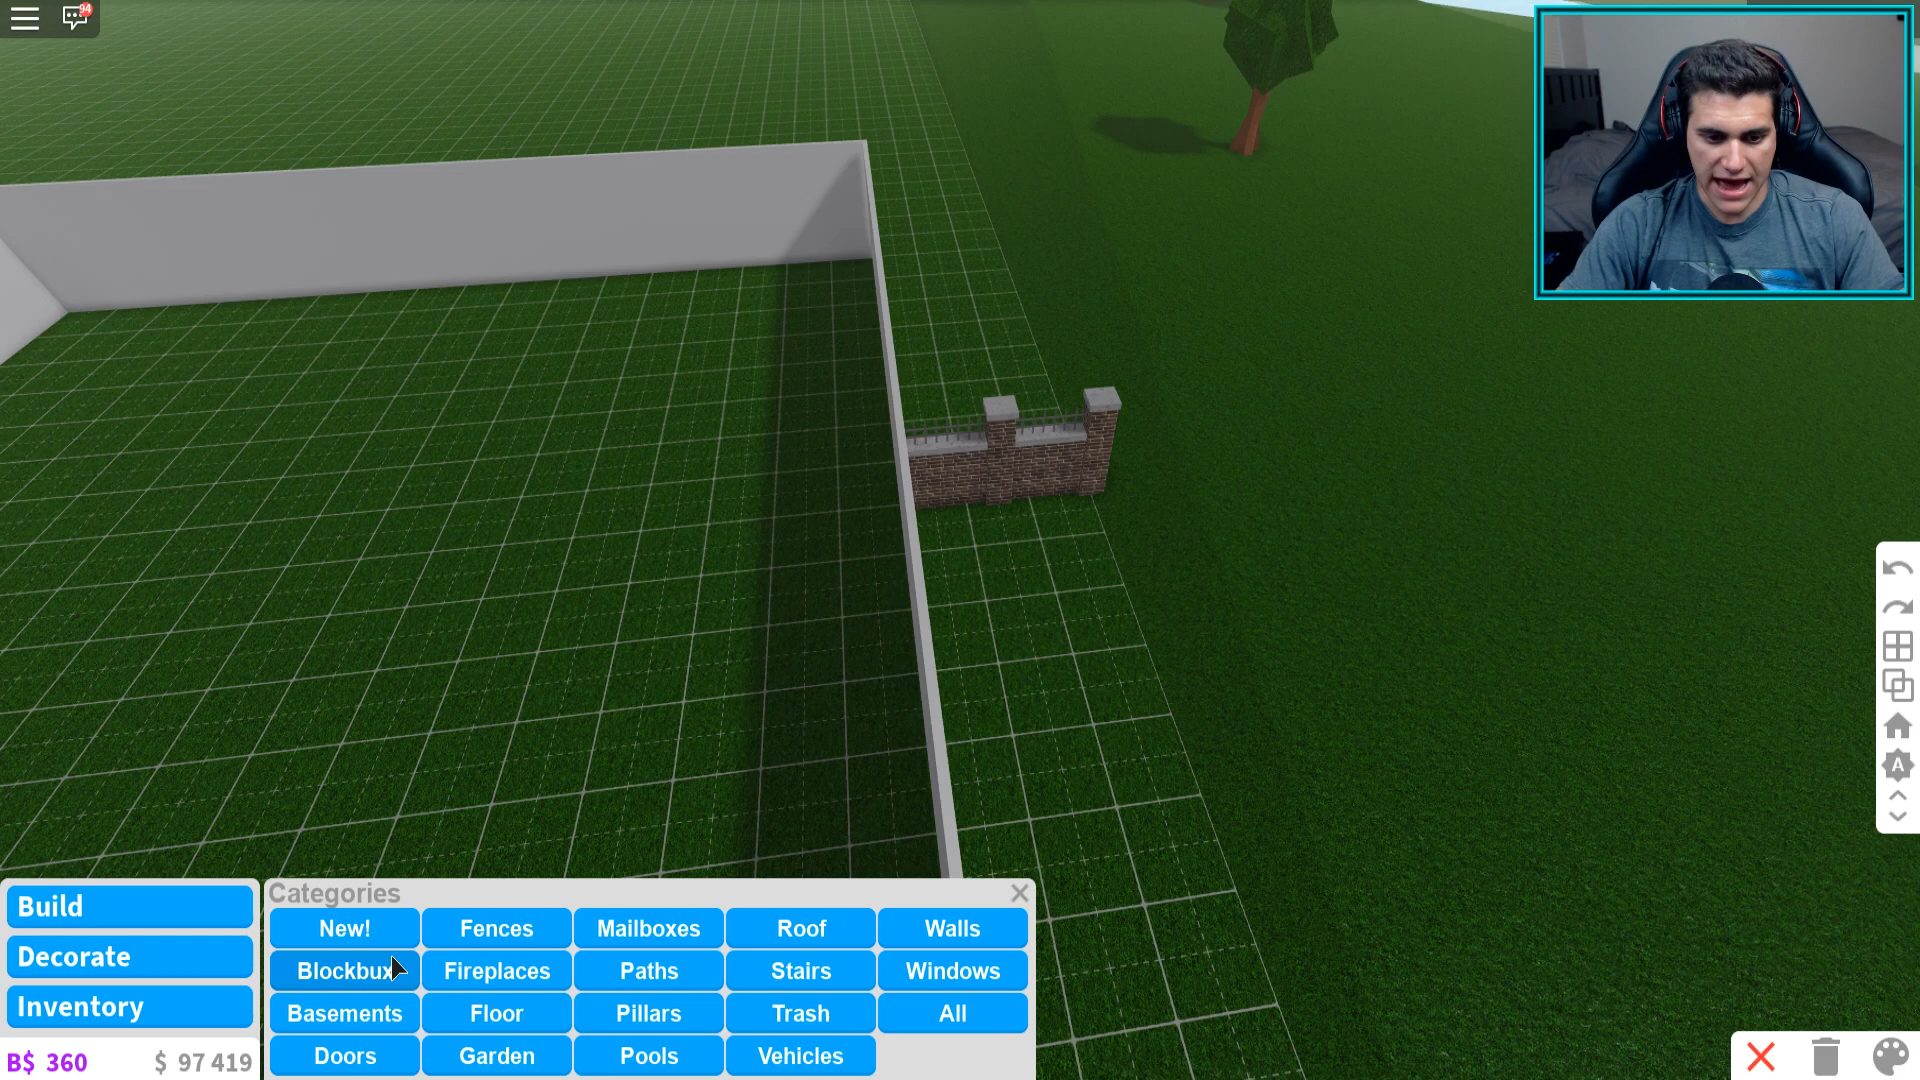 94
Build
Decorate
Inventory
B$ 360
$ 97 419
Categories
New! Fences Mailboxes Roof Walls
Blockbux Fireplaces Paths Stairs Windows
Basements Floor Pillars Trash All
Doors Garden Pools Vehicles
A